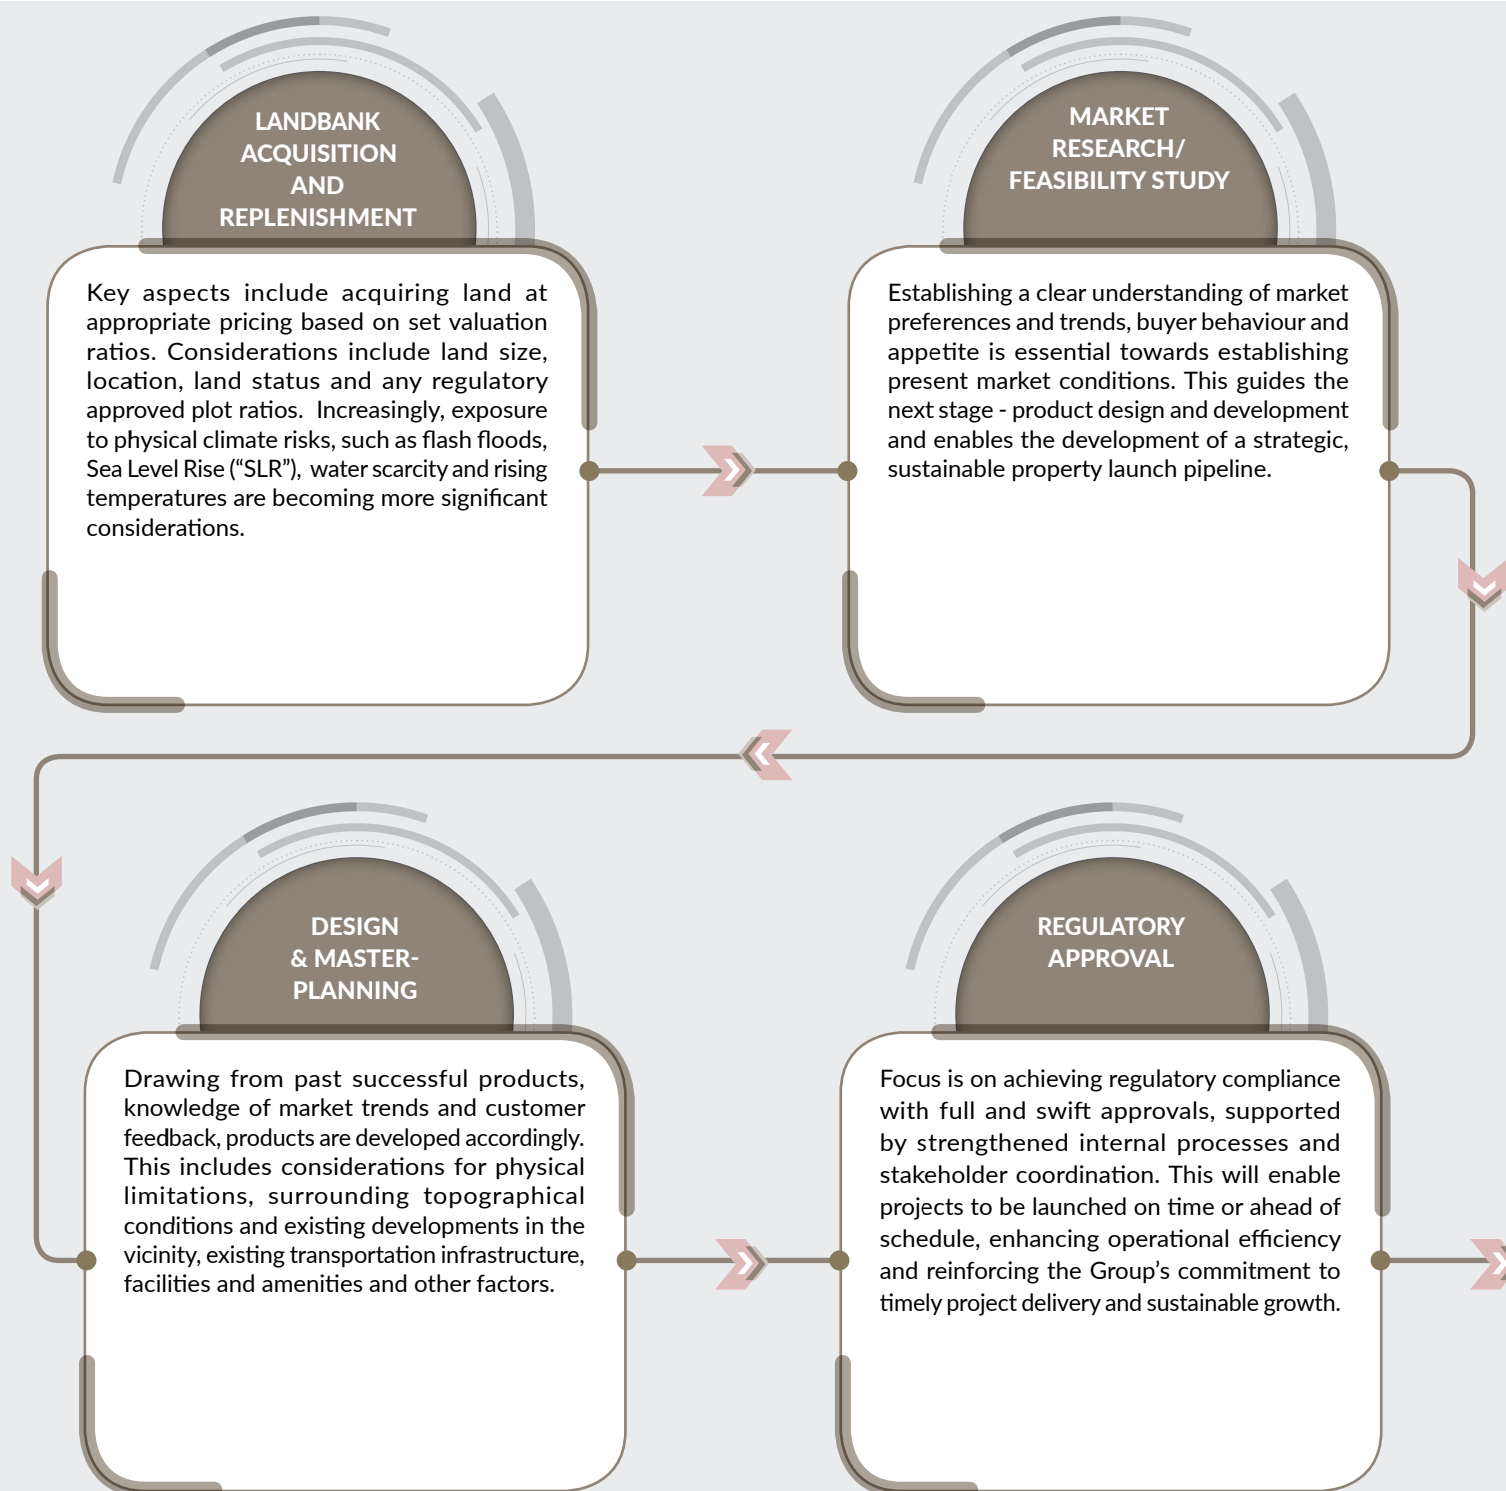 LANDBANK
ACQUISITION
AND
REPLENISHMENT
Key aspects include acquiring land at
appropriate pricing based on set valuation
ratios. Considerations include land size,
location, land status and any regulatory
approved plot ratios. Increasingly, exposure
to physical climate risks, such as flash floods,
Sea Level Rise (“SLR”), water scarcity and rising
temperatures are becoming more significant
considerations.
MARKET
RESEARCH/
FEASIBILITY STUDY
Establishing a clear understanding of market
preferences and trends, buyer behaviour and
appetite is essential towards establishing
present market conditions. This guides the
next stage - product design and development
and enables the development of a strategic,
sustainable property launch pipeline.
DESIGN
& MASTER-
PLANNING
Drawing from past successful products,
knowledge of market trends and customer
feedback, products are developed accordingly.
This includes considerations for physical
limitations, surrounding topographical
conditions and existing developments in the
vicinity, existing transportation infrastructure,
facilities and amenities and other factors.
REGULATORY
APPROVAL
Focus is on achieving regulatory compliance
with full and swift approvals, supported
by strengthened internal processes and
stakeholder coordination. This will enable
projects to be launched on time or ahead of
schedule, enhancing operational efficiency
and reinforcing the Group’s commitment to
timely project delivery and sustainable growth.